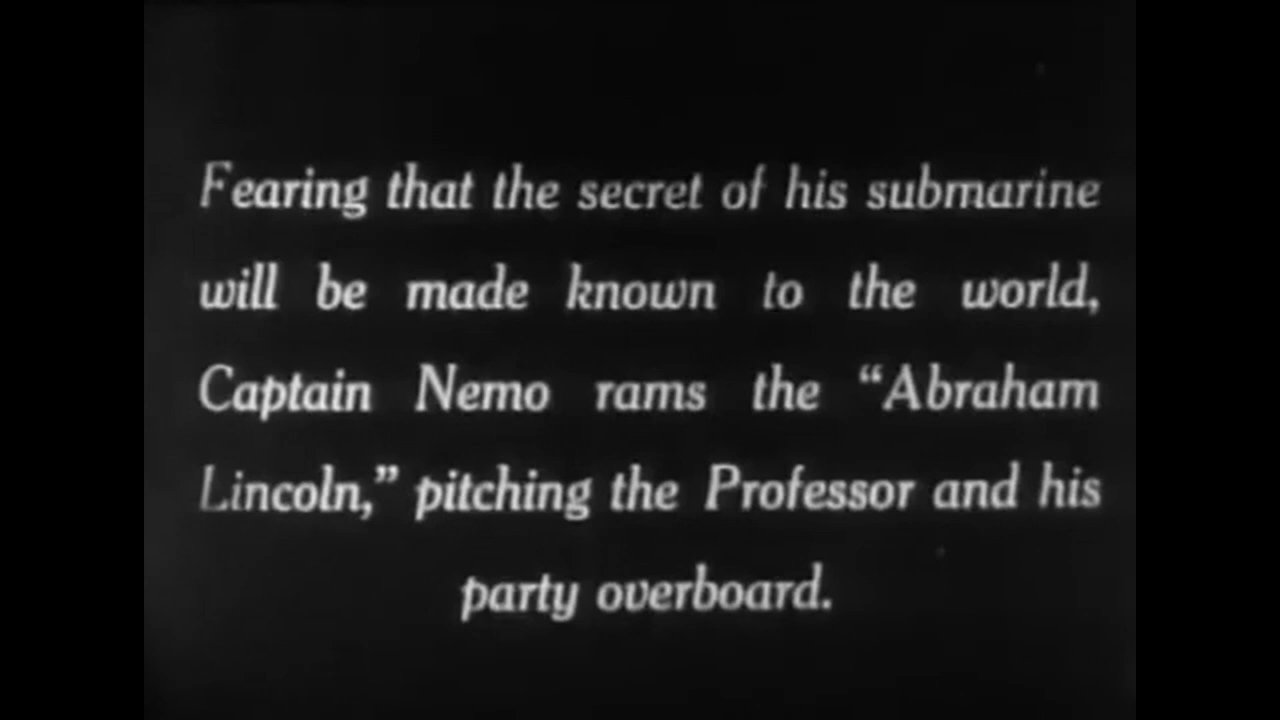 Fearing that the secret of his submarine
will be made known to the world,
Captain Nemo rams the “Abraham
Lincoln,” pitching the Professor and his
party overboard.